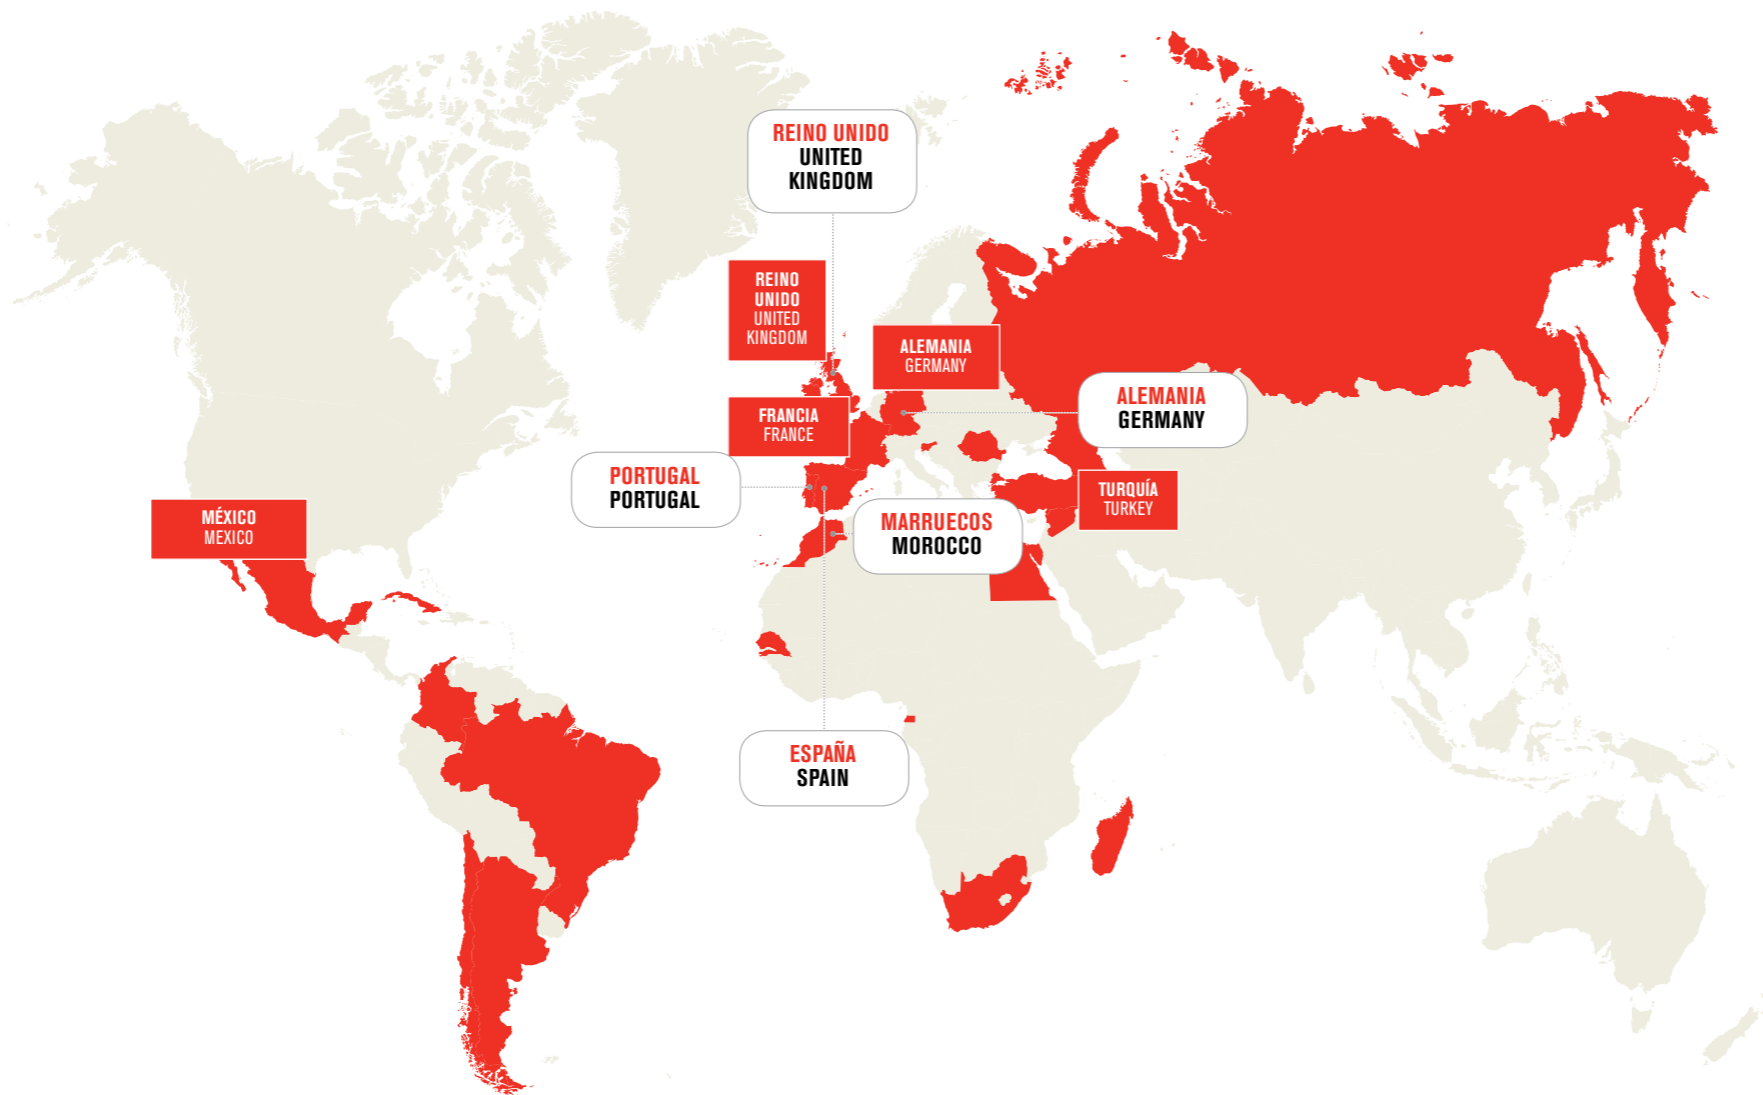 REINO UNIDO
UNITED
KINGDOM
REINO
UNIDO
UNITED
KINGDOM
ALEMANIA
GERMANY
ALEMANIA
GERMANY
FRANCIA
FRANCE
PORTUGAL
PORTUGAL
TURQUÍA
TURKEY
MÉXICO
MEXICO
MARRUECOS
MOROCCO
ESPAÑA
SPAIN